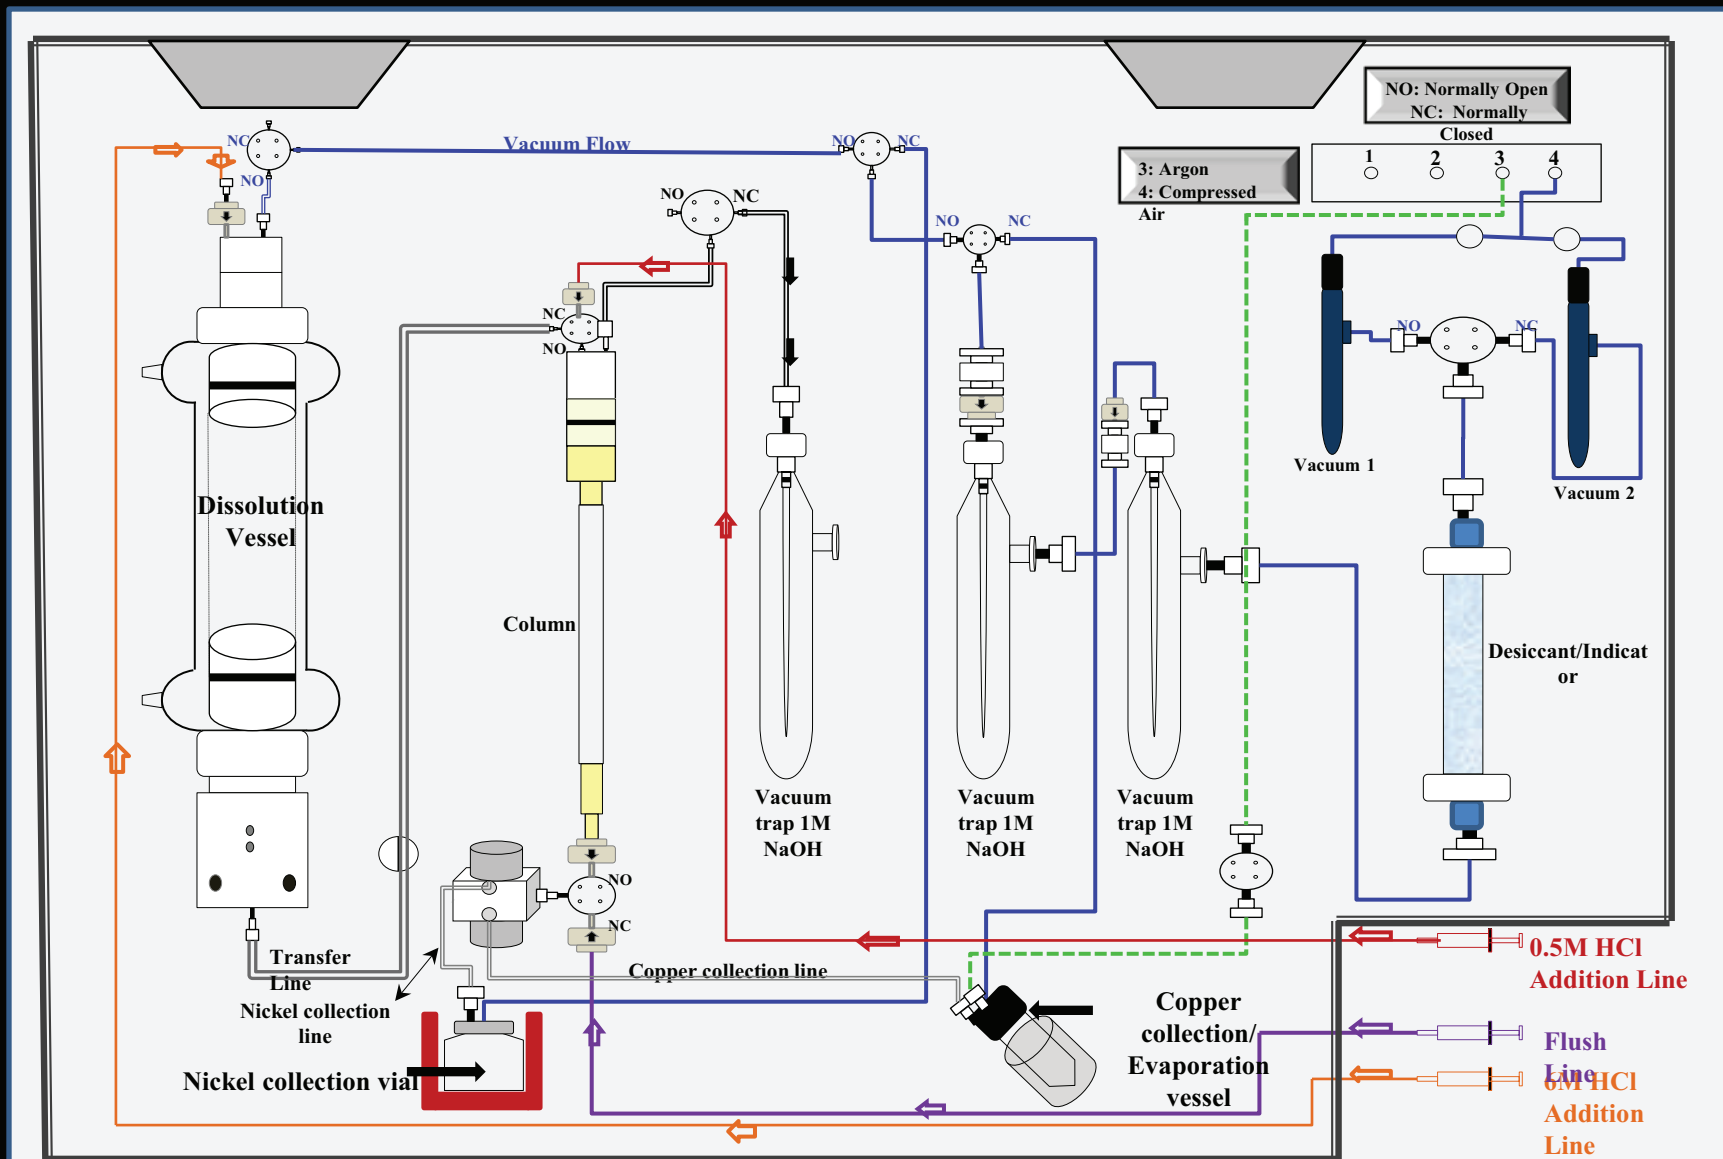 NO: Normally Open
NC: Normally
Closed
1
2
3
4
3: Argon
4: Compressed
Air
NC
NO
Vacuum Flow
NO
NC
NO
NC
NO
NC
NC
NO
NO
NC
Vacuum 1
Vacuum 2
Dissolution
Vessel
Column
Desiccant/Indicat
or
Vacuum
trap 1M
NaOH
Vacuum
trap 1M
NaOH
Vacuum
trap 1M
NaOH
NO
NC
Transfer
Line
Copper collection line
Nickel collection
line
Nickel collection vial
Copper
collection/
Evaporation
vessel
0.5M HCl
Addition Line
Flush
Line
6M HCl
Addition
Line